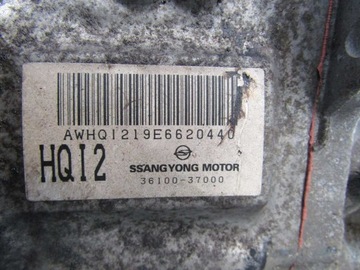 AWHQI219E6620440
HQI2
SSANGYONG MOTOR
36100-37000